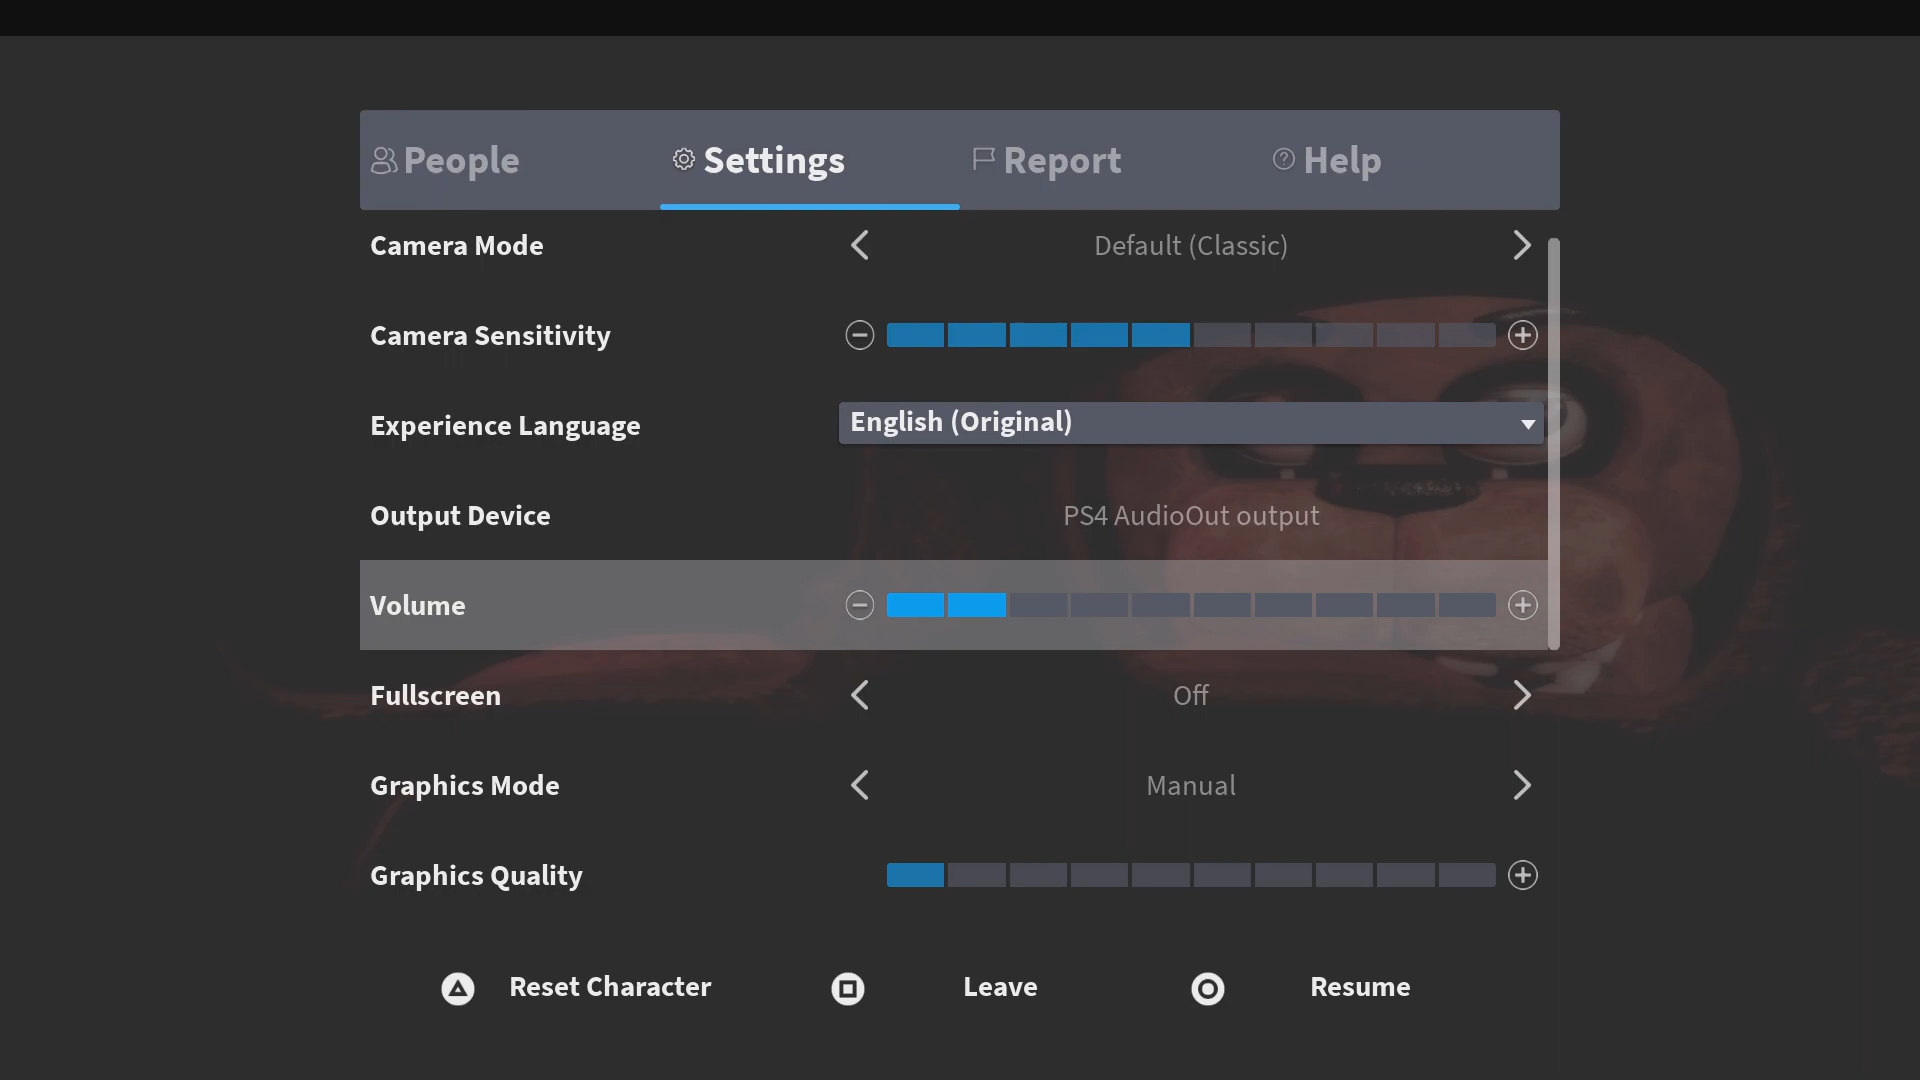 People Settings Report Help
Camera Mode Default (Classic)
Camera Sensitivity
Experience Language English (Original)
Output Device PS4 AudioOut output
Volume
Fullscreen Off
Graphics Mode Manual
Graphics Quality
Reset Character Leave Resume